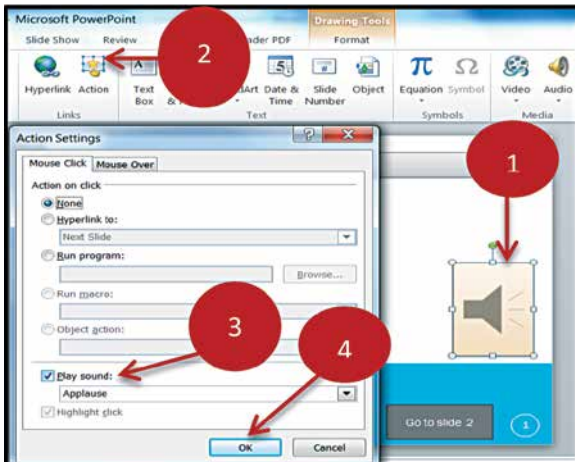 Microsoft PowerPoint
Drawing Tools
Slide Show Review der PDF Format
2
Hyperlink Action Text Box & Art Date & Time Slide Number Object Equation Symbol Video Audio
Links Text Symbols Media
Action Settings
Mouse Click Mouse Over
Action on click
None
Hyperlink to:
Next Slide
Run program:
Browse...
Run macro:
Object action:
Play sound:
Applause
Highlight click
OK Cancel
1
3
4
Go to slide 2
1